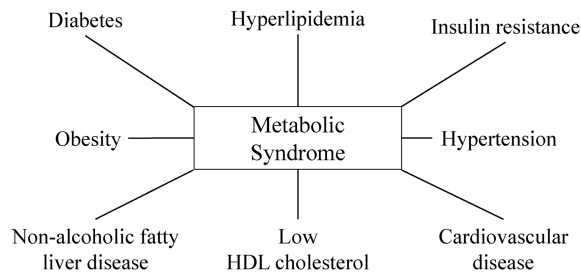 Diabetes
Hyperlipidemia
Insulin resistance
Obesity
Metabolic
Syndrome
Hypertension
Non-alcoholic fatty
liver disease
Low
HDL cholesterol
Cardiovascular
disease